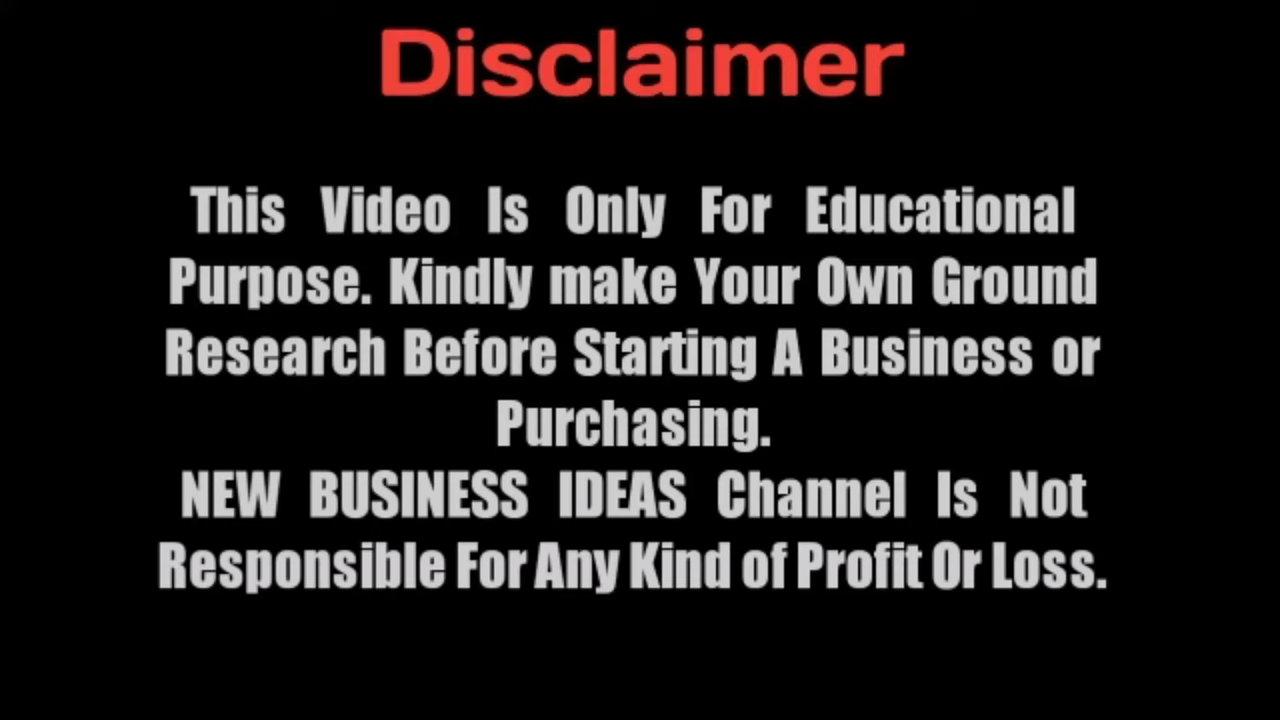 Disclaimer
This Video Is Only For Educational
Purpose. Kindly make Your Own Ground
Research Before Starting A Business or
Purchasing.
NEW BUSINESS IDEAS Channel Is Not
Responsible For Any Kind of Profit Or Loss.